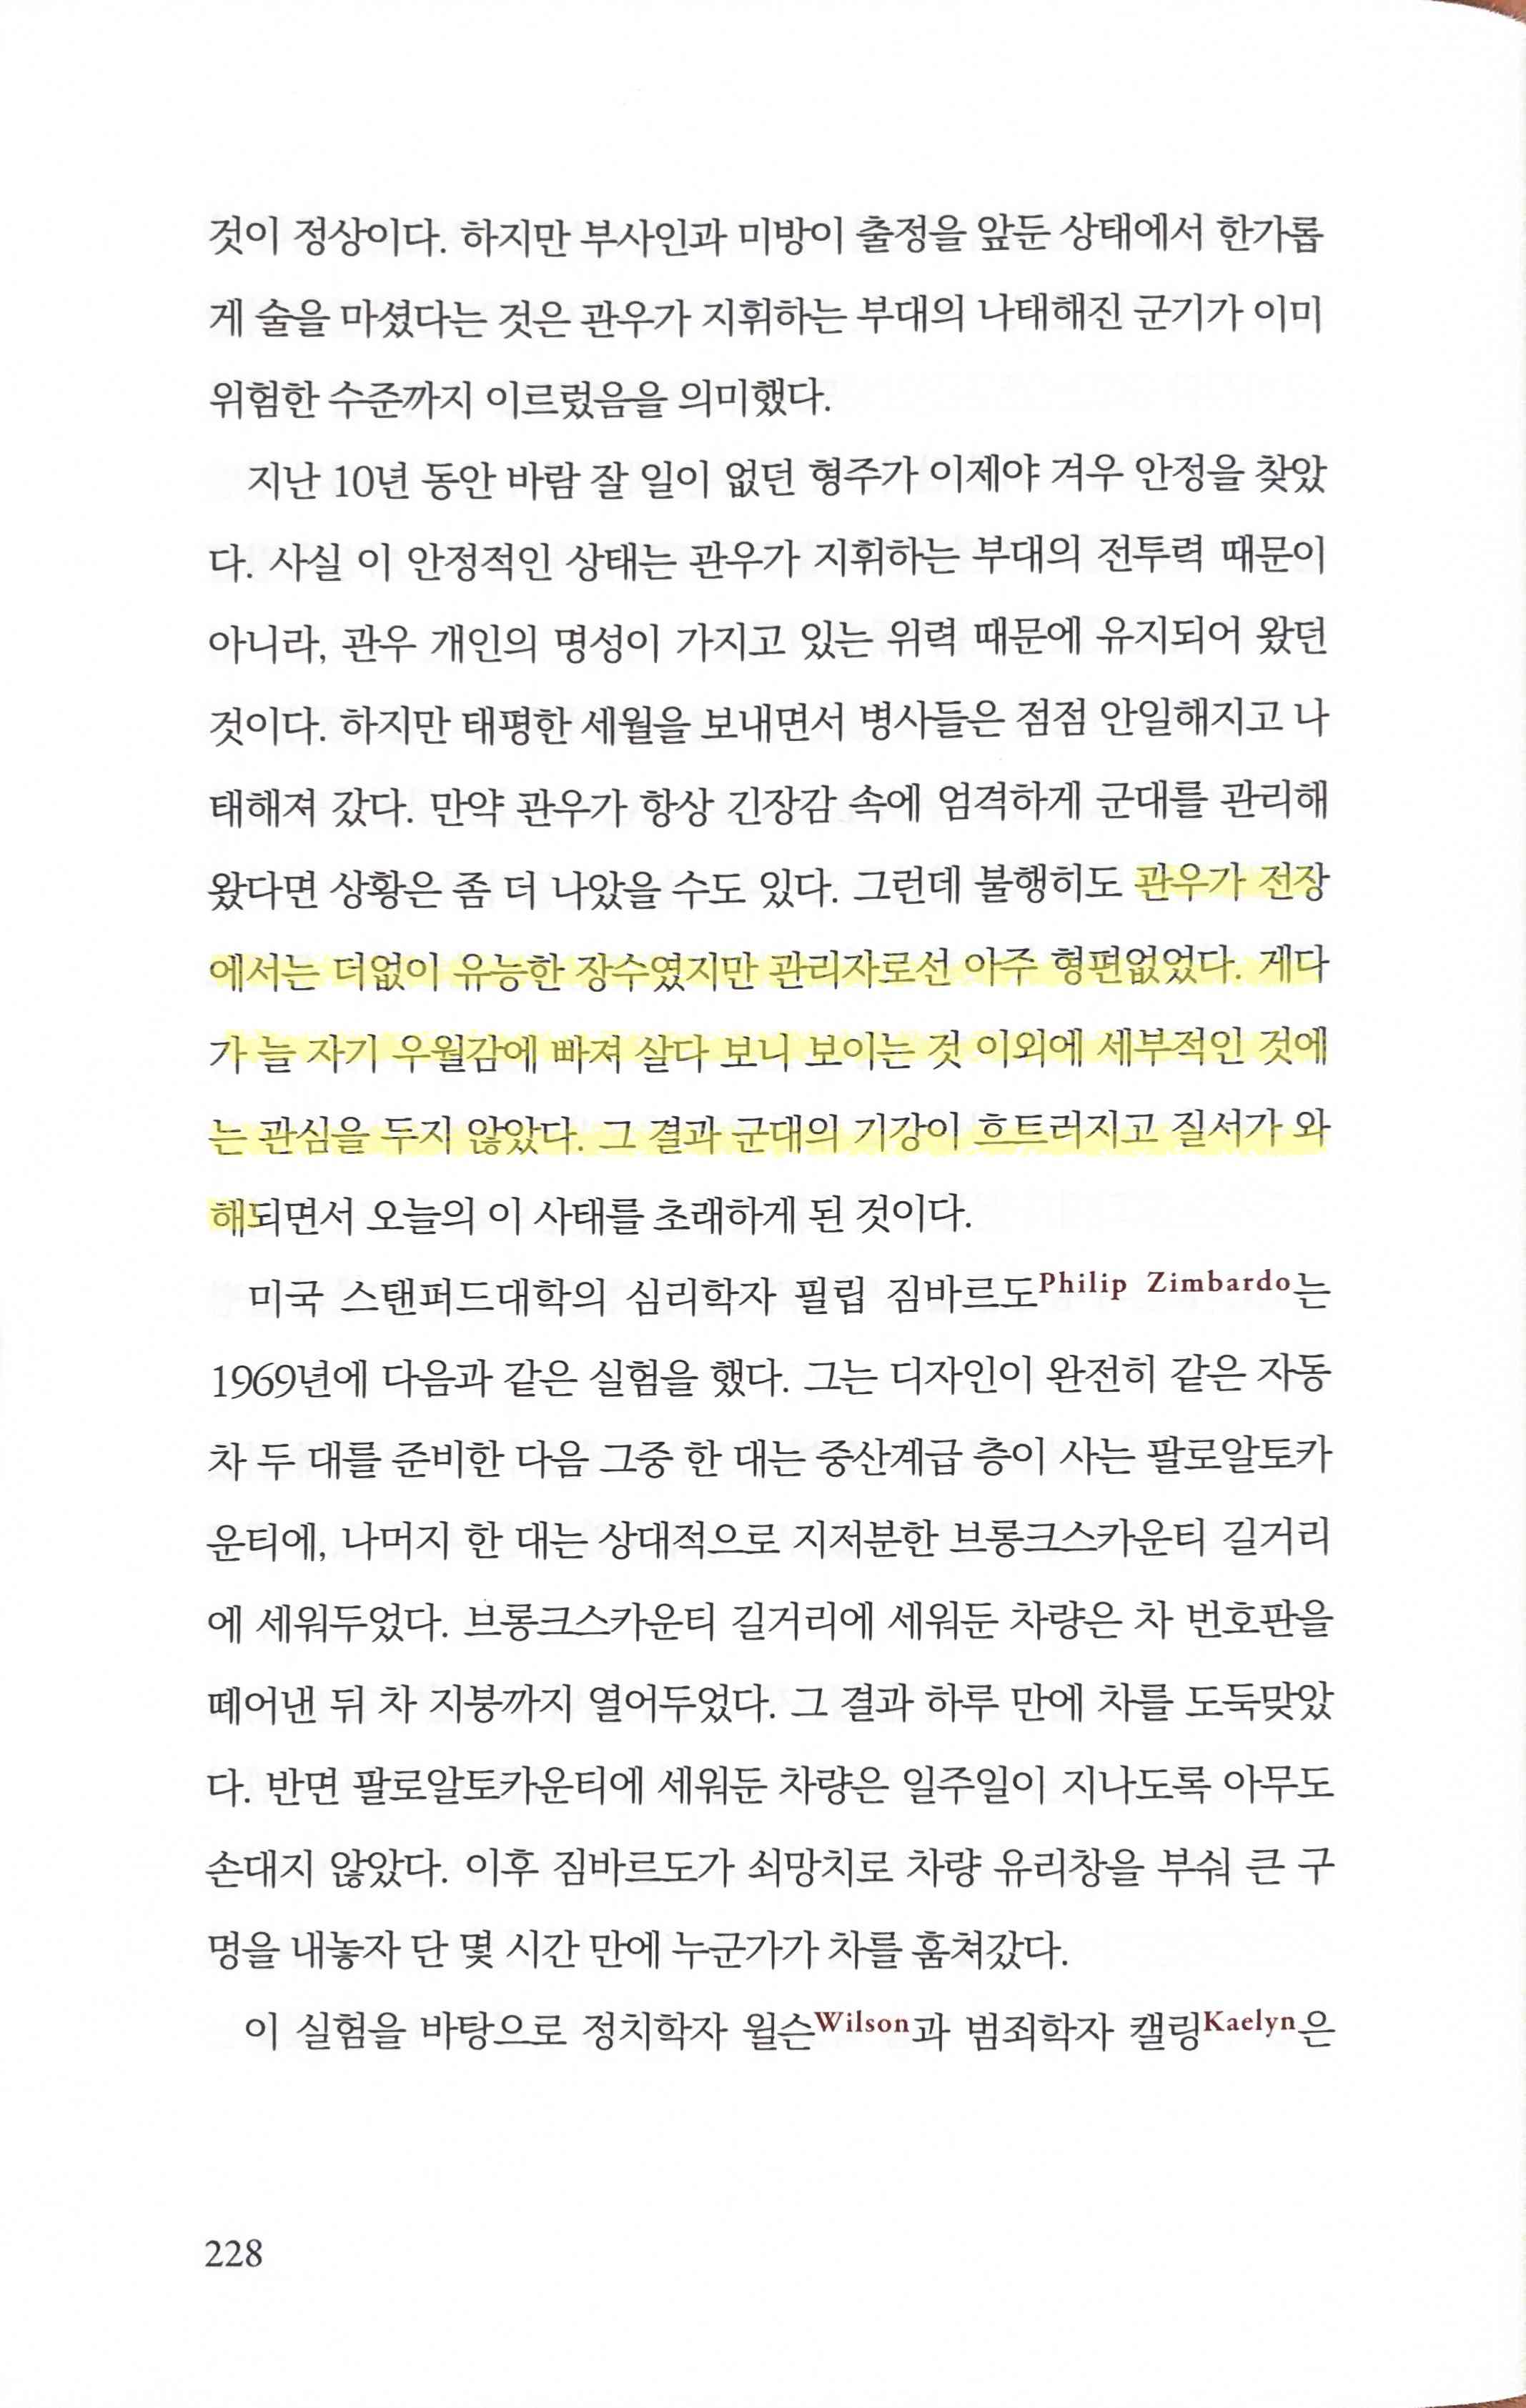 것이 정상이다. 하지만 부사인과 미방이 출정을 앞둔 상태에서 한가롭
게 술을 마셨다는 것은 관우가 지휘하는 부대의 나태해진 군기가 이미
위험한 수준까지 이르렀음을 의미했다.
지난 10년 동안 바람 잘 일이 없던 형주가 이제야 겨우 안정을 찾았
다. 사실 이 안정적인 상태는 관우가 지휘하는 부대의 전투력 때문이
아니라, 관우 개인의 명성이 가지고 있는 위력 때문에 유지되어 왔던
것이다. 하지만 태평한 세월을 보내면서 병사들은 점점 안일해지고 나
태해져 갔다. 만약 관우가 항상 긴장감 속에 엄격하게 군대를 관리해
왔다면 상황은 좀 더 나았을 수도 있다. 그런데 불행히도 관우가 전장
에서는 더없이 유능한 장수였지만 관리자로선 아주 형편없었다. 게다
가 늘 자기 우월감에 빠져 살다 보니 보이는 것 이외에 세부적인 것에
는 관심을 두지 않았다. 그 결과 군대의 기강이 흐트러지고 질서가 와
해되면서 오늘의 이 사태를 초래하게 된 것이다.
미국 스탠퍼드대학의 심리학자 필립 짐바르도Philip Zimbardo는
1969년에 다음과 같은 실험을 했다. 그는 디자인이 완전히 같은 자동
차 두 대를 준비한 다음 그중 한 대는 중산계급 층이 사는 팔로알토카
운티에, 나머지 한 대는 상대적으로 지저분한 브롱크스카운티 길거리
에 세워두었다. 브롱크스카운티 길거리에 세워둔 차량은 차 번호판을
떼어낸 뒤 차 지붕까지 열어두었다. 그 결과 하루 만에 차를 도둑맞았
다. 반면 팔로알토카운티에 세워둔 차량은 일주일이 지나도록 아무도
손대지 않았다. 이후 짐바르도가 쇠망치로 차량 유리창을 부숴 큰 구
멍을 내놓자 단 몇 시간 만에 누군가가 차를 훔쳐갔다.
이 실험을 바탕으로 정치학자 윌슨Wilson과 범죄학자 캘링Kaelyn은
228